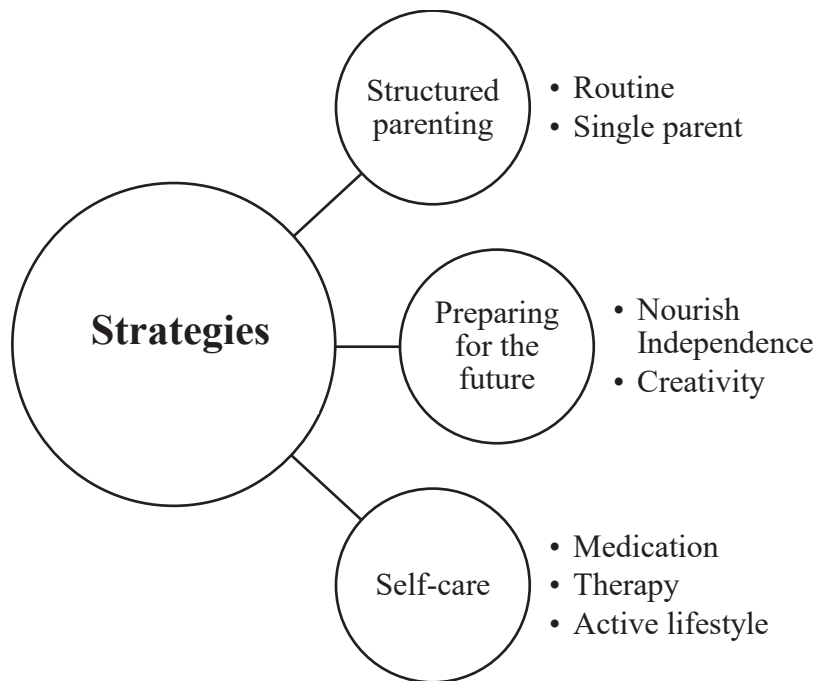 Strategies
Structured
parenting
• Routine
• Single parent
Preparing
for the
future
• Nourish
Independence
• Creativity
Self-care
• Medication
• Therapy
• Active lifestyle